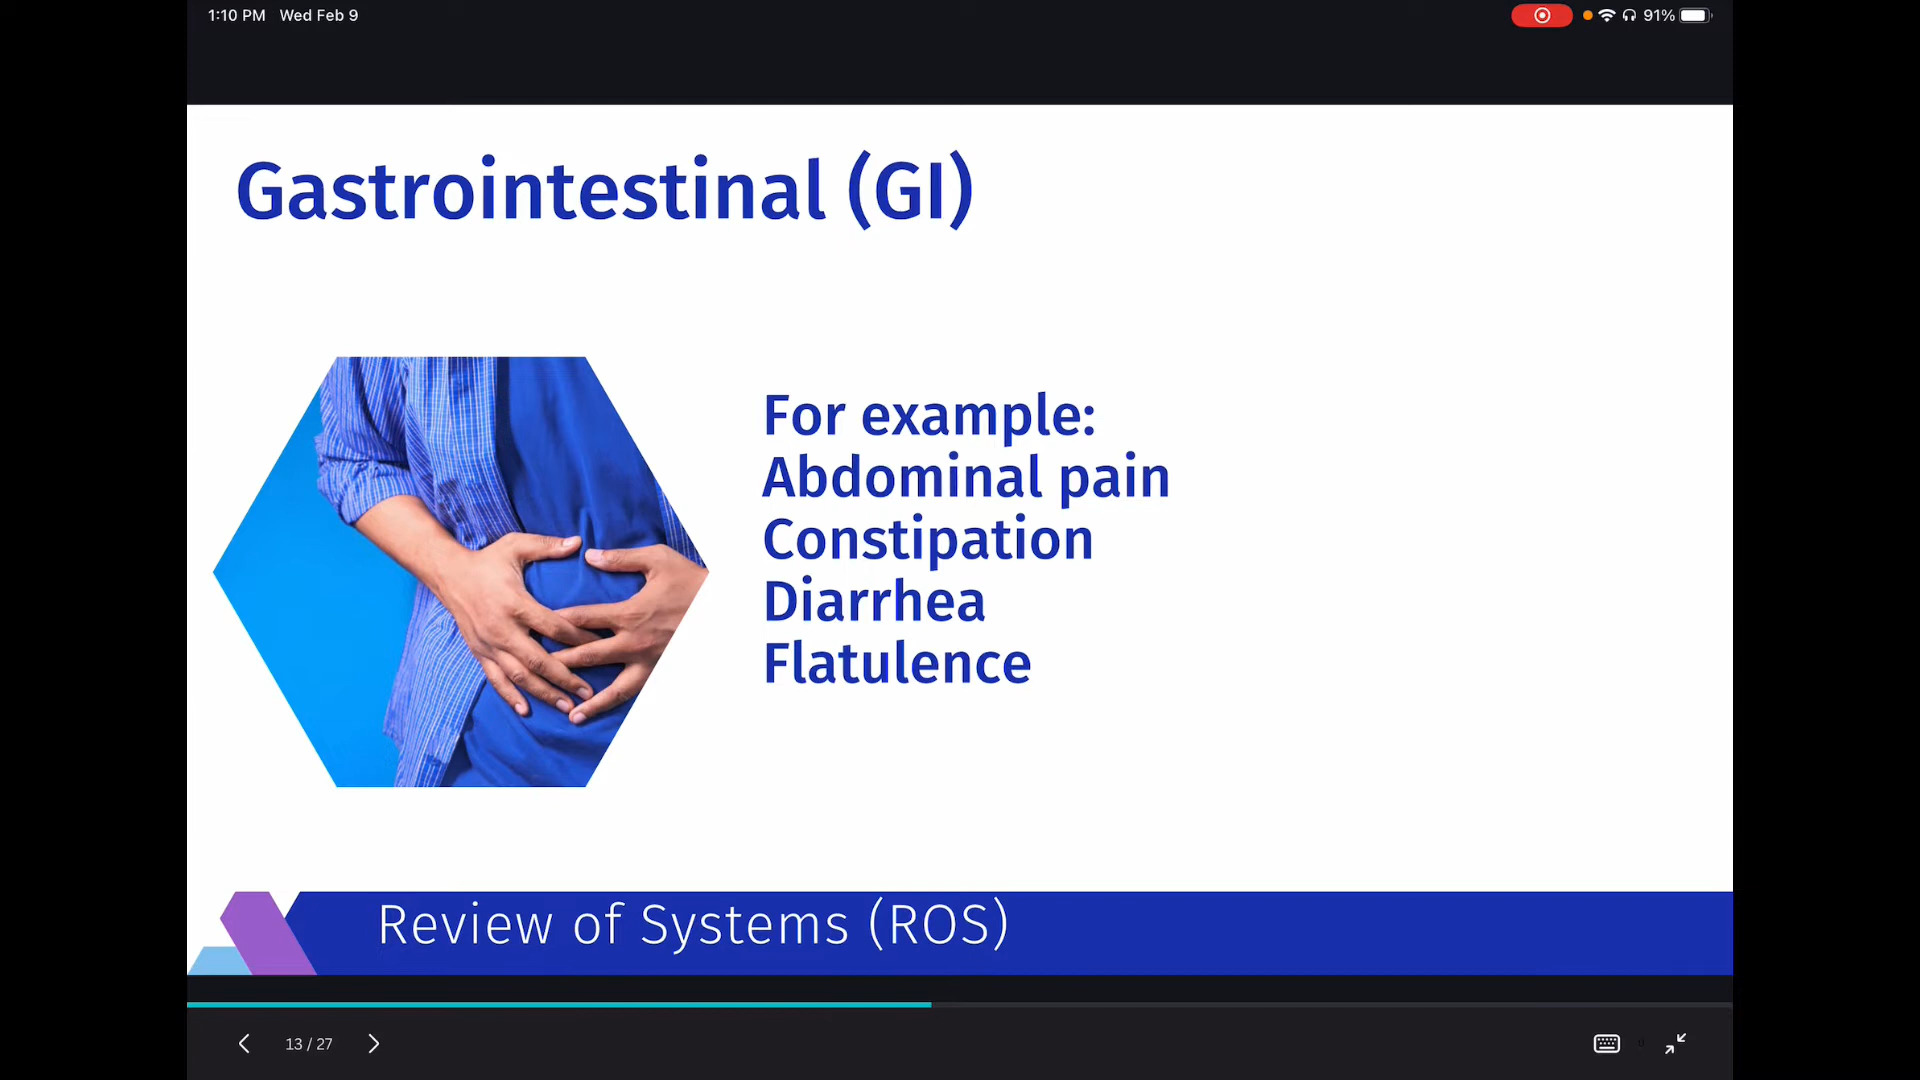 1:10 PM Wed Feb 9
91%
Gastrointestinal (GI)
For example:
Abdominal pain
Constipation
Diarrhea
Flatulence
Review of Systems (ROS)
13 / 27